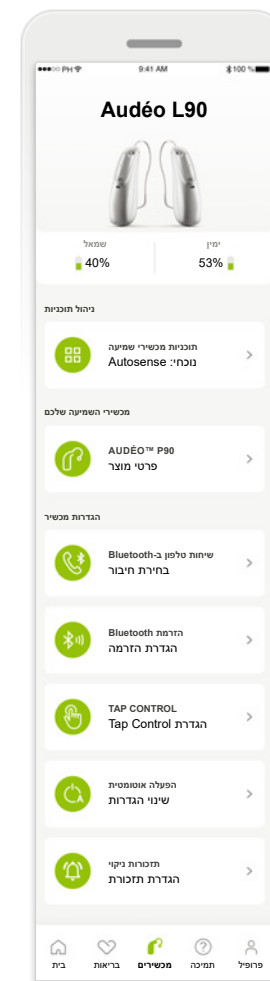 PH 9:41 AM 100 %
Audéo L90
שמאל ימין
40% 53%
ניהול תוכניות
תוכניות מכשירי שמיעה
נוכחי: Autosense
מכשירי השמיעה שלכם
AUDÉO™ P90
פרטי מוצר
הגדרות מכשיר
שיחות טלפון ב-Bluetooth
בחירת חיבור
הזרמת Bluetooth
הגדרת הזרמה
TAP CONTROL
הגדרת Tap Control
הפעלה אוטומטית
שינוי הגדרות
תזכורות ניקוי
הגדרת תזכורת
בית בריאות מכשירים תמיכה פרופיל